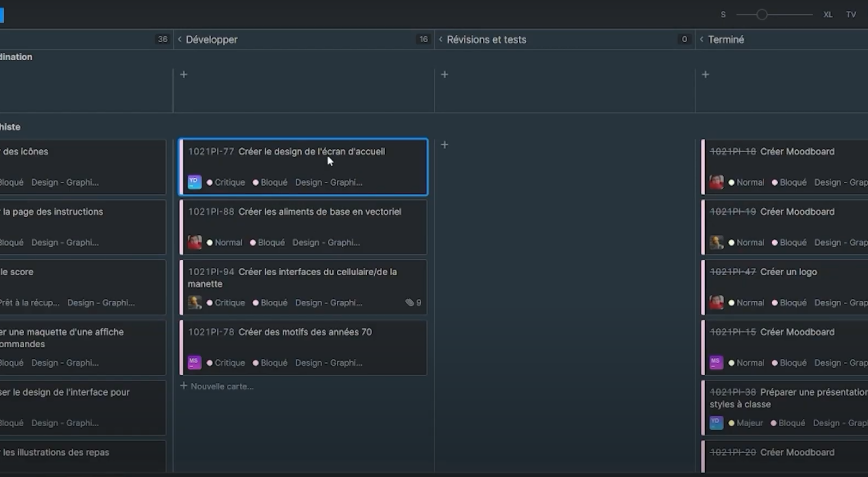 S XL TV
36 Développer 16 Révisions et tests 0 Terminé
dination
histe
des icônes
Bloqué Design - Graphi...
la page des instructions
Bloqué Design - Graphi...
le score
Prêt à la récup... Design - Graphi...
er une maquette d'une affiche
ommandes
Bloqué Design - Graphi...
ser le design de l'interface pour
Bloqué Design - Graphi...
les illustrations des repas
1021PI-77 Créer le design de l'écran d'accueil
YD Critique Bloqué Design - Graphi...
1021PI-88 Créer les aliments de base en vectoriel
Normal Bloqué Design - Graphi...
1021PI-94 Créer les interfaces du cellulaire/de la
manette
Critique Bloqué Design - Graphi... 9
1021PI-78 Créer des motifs des années 70
MS Critique Bloqué Design - Graphi...
Nouvelle carte...
1021PI-18 Créer Moodboard
Normal Bloqué Design - Grap
1021PI-19 Créer Moodboard
Normal Bloqué Design - Grap
1021PI-47 Créer un logo
Normal Bloqué Design - Grap
1021PI-15 Créer Moodboard
MS Normal Bloqué Design - Grap
1021PI-38 Préparer une présentation
styles à classe
YD Majeur Bloqué Design - Grap
1021PI-20 Créer Moodboard